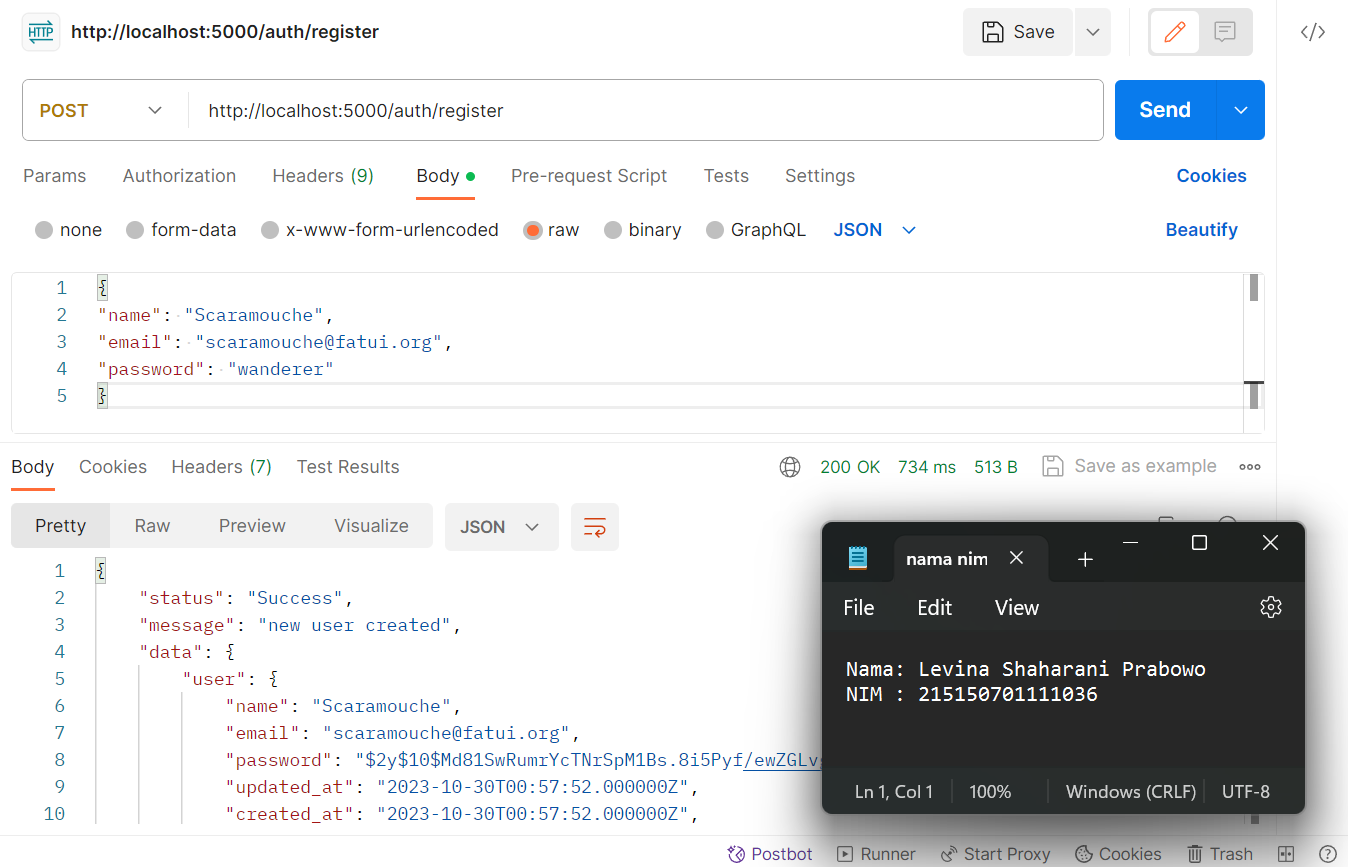 HTTP http://localhost:5000/auth/register Save
POST http://localhost:5000/auth/register Send
Params Authorization Headers (9) Body Pre-request Script Tests Settings Cookies
none form-data x-www-form-urlencoded raw binary GraphQL JSON Beautify
1 {
2 "name": "Scaramouche",
3 "email": "scaramouche@fatui.org",
4 "password": "wanderer"
5 }
Body Cookies Headers (7) Test Results 200 OK 734 ms 513 B Save as example
Pretty Raw Preview Visualize JSON
1 {
2 "status": "Success",
3 "message": "new user created",
4 "data": {
5 "user": {
6 "name": "Scaramouche",
7 "email": "scaramouche@fatui.org",
8 "password": "$2y$10$Md81SwRumrYcTNrSpM1Bs.8i5Pyf/ewZGLv
9 "updated_at": "2023-10-30T00:57:52.000000Z",
10 "created_at": "2023-10-30T00:57:52.000000Z",
nama nim
File Edit View
Nama: Levina Shaharani Prabowo
NIM : 215150701111036
Ln 1, Col 1 100% Windows (CRLF) UTF-8
Postbot Runner Start Proxy Cookies Trash